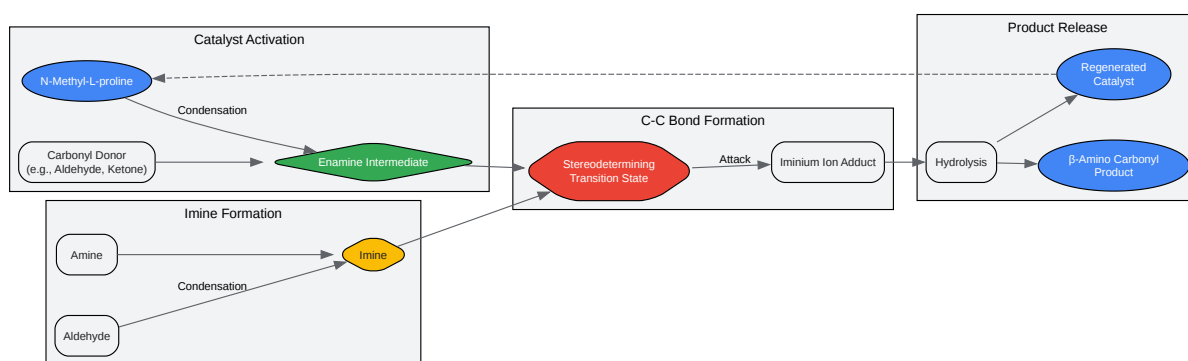 Catalyst Activation
N-Methyl-L-proline
Condensation
Carbonyl Donor
(e.g., Aldehyde, Ketone)
Enamine Intermediate
Imine Formation
Amine
Imine
Condensation
Aldehyde
C-C Bond Formation
Stereodetermining
Transition State
Attack
Iminium Ion Adduct
Product Release
Regenerated
Catalyst
Hydrolysis
β-Amino Carbonyl
Product